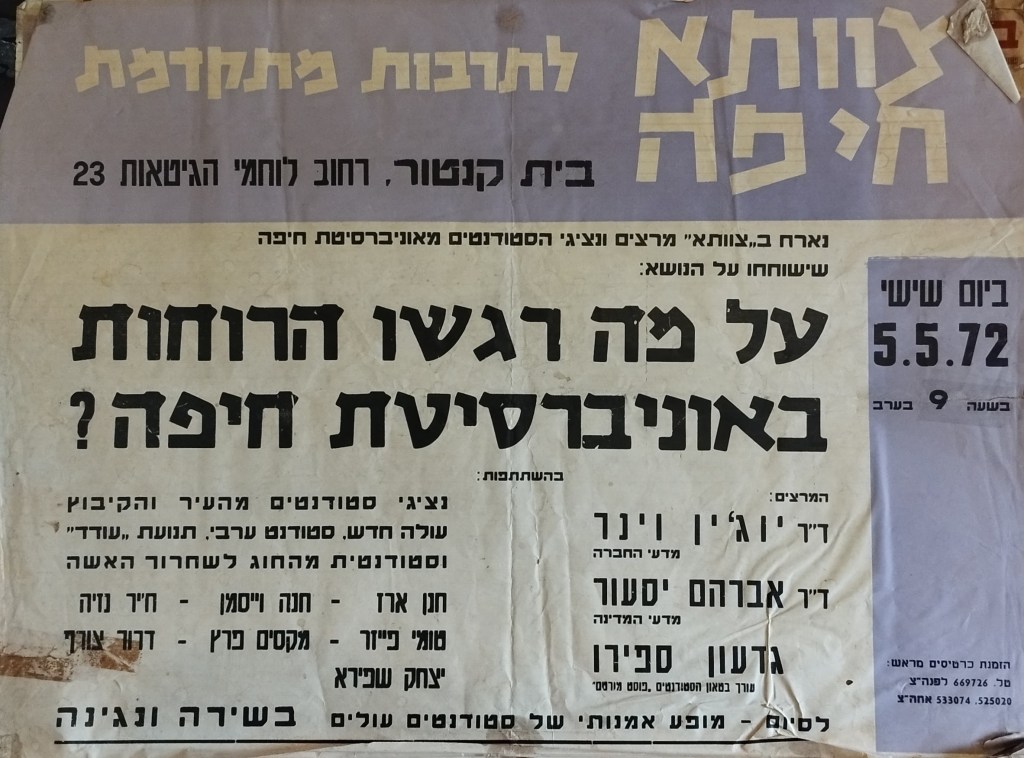 צוותא
חיפה
לתרבות מתקדמת
בית קנטור, רחוב לוחמי הגיטאות 23
נארח ב„צוותא״ מרצים ונציגי הסטודנטים מאוניברסיטת חיפה
שישוחחו על הנושא:
על מה רגשו הרוחות
באוניברסיטת חיפה?
ביום שישי
5.5.72
בשעה 9 בערב
בהשתתפות:
המרצים:
ד״ר יוג׳ין וינר
מדעי החברה
ד״ר אברהם יסעור
מדעי המדינה
גדעון ספירו
עורך בטאון הסטודנטים „פוסט מורטם״
נציגי סטודנטים מהעיר והקיבוץ
עולה חדש, סטודנט ערבי, תנועת „עודד״
וסטודנטית מהחוג לשחרור האשה
חנן ארז - חנה וייסמן - ח׳יר נזיה
טומי פייזר - מקסים פרץ - דרור צורף
יצחק שפירא
לסיום - מופע אמנותי של סטודנטים עולים בשירה ונגינה
הזמנת כרטיסים מראש:
טל. 669726 לפנה״צ
525020, 533074 אחה״צ